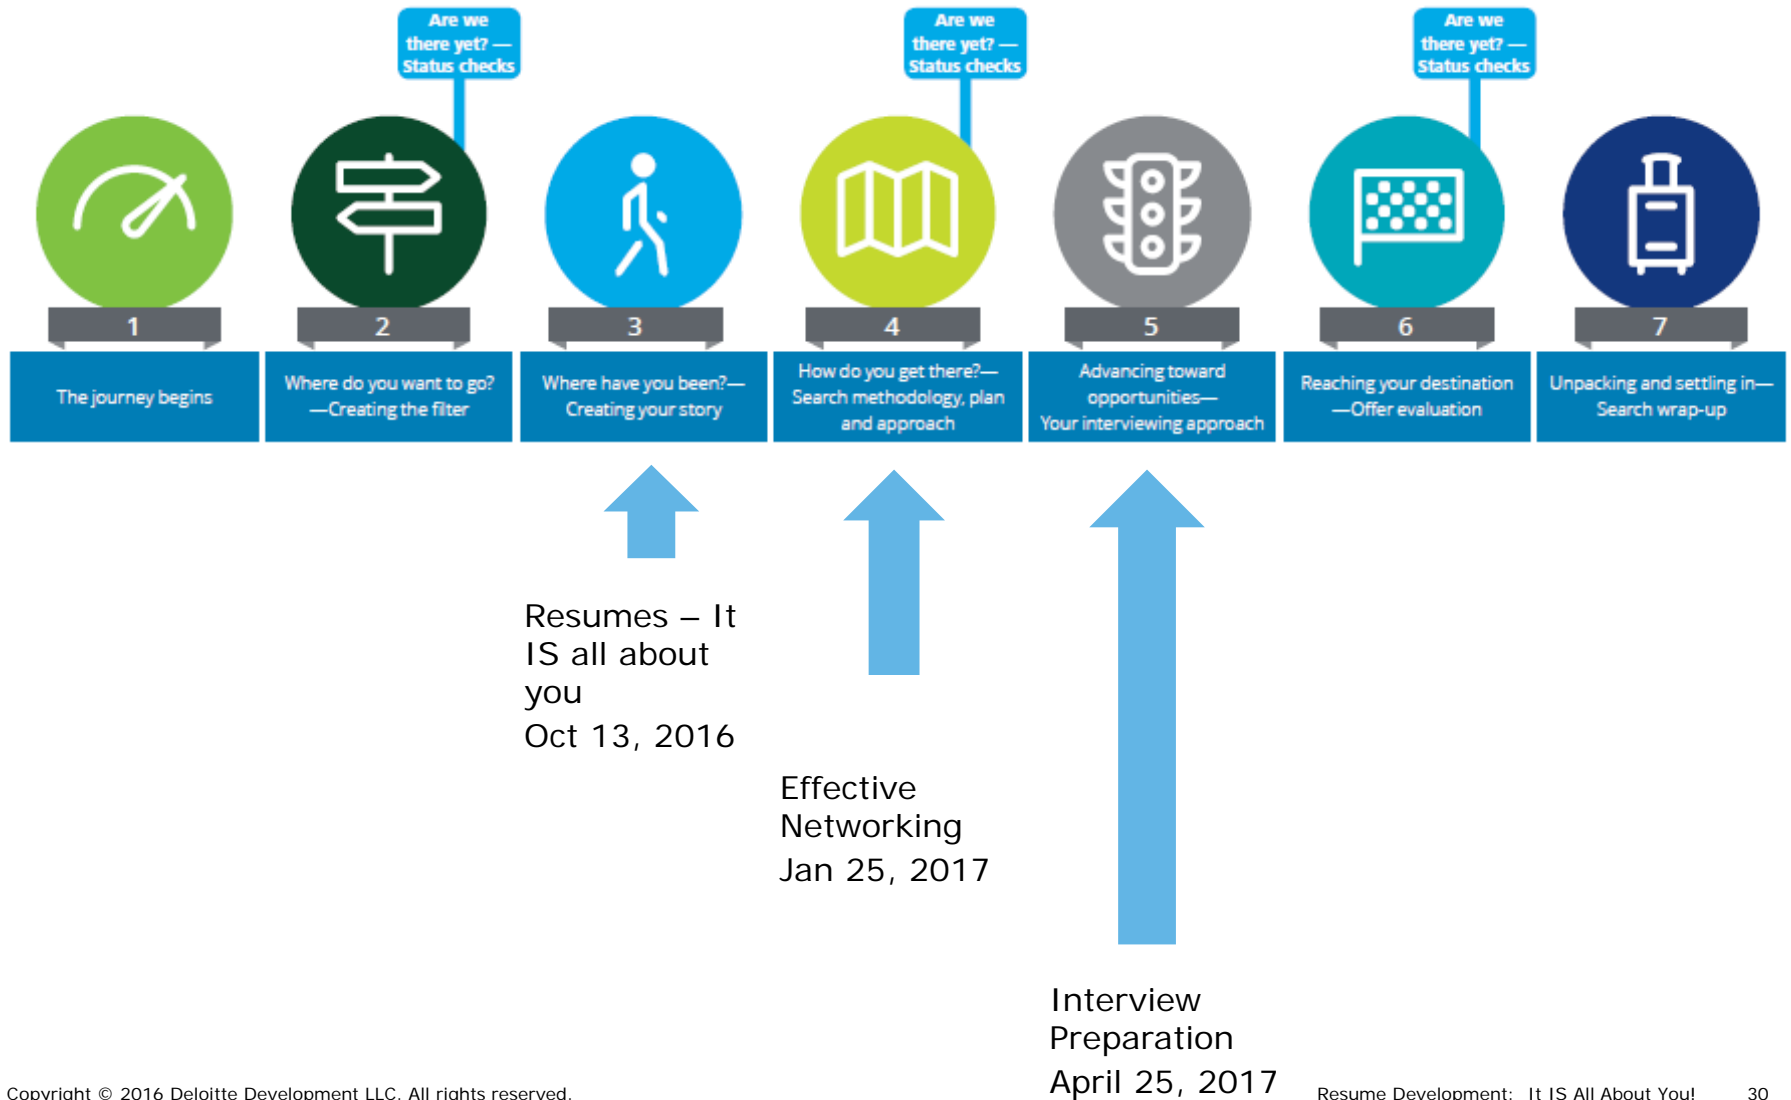 Are we
there yet? —
Status checks
Are we
there yet? —
Status checks
Are we
there yet? —
Status checks
1
The journey begins
2
Where do you want to go?
—Creating the filter
3
Where have you been?—
Creating your story
4
How do you get there?—
Search methodology, plan
and approach
5
Advancing toward
opportunities—
Your interviewing approach
6
Reaching your destination
—Offer evaluation
7
Unpacking and settling in—
Search wrap-up
Resumes – It
IS all about
you
Oct 13, 2016
Effective
Networking
Jan 25, 2017
Interview
Preparation
April 25, 2017
Copyright © 2016 Deloitte Development LLC. All rights reserved.
Resume Development:  It IS All About You!
30